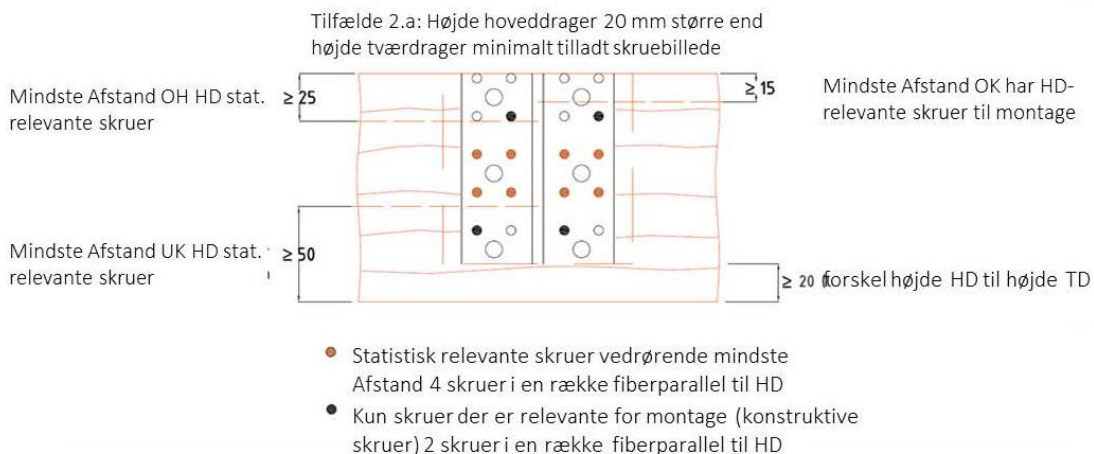 Tilfælde 2.a: Højde hoveddrager 20 mm større end
højde tværdrager minimalt tilladt skruebillede
Mindste Afstand OH HD stat.
relevante skruer
≥ 25
≥ 15
Mindste Afstand OK har HD-
relevante skruer til montage
Mindste Afstand UK HD stat.
relevante skruer
≥ 50
≥ 20 forskel højde HD til højde TD
Statistisk relevante skruer vedrørende mindste
Afstand 4 skruer i en række fiberparallel til HD
Kun skruer der er relevante for montage (konstruktive
skruer) 2 skruer i en række fiberparallel til HD